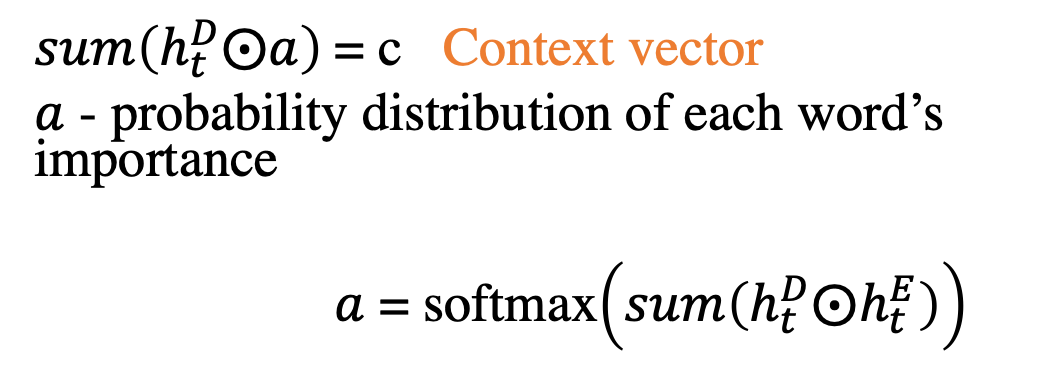 sum(h_t^D⊙a) = c Context vector
a - probability distribution of each word’s
importance
a = softmax(sum(h_t^D⊙h_t^E))